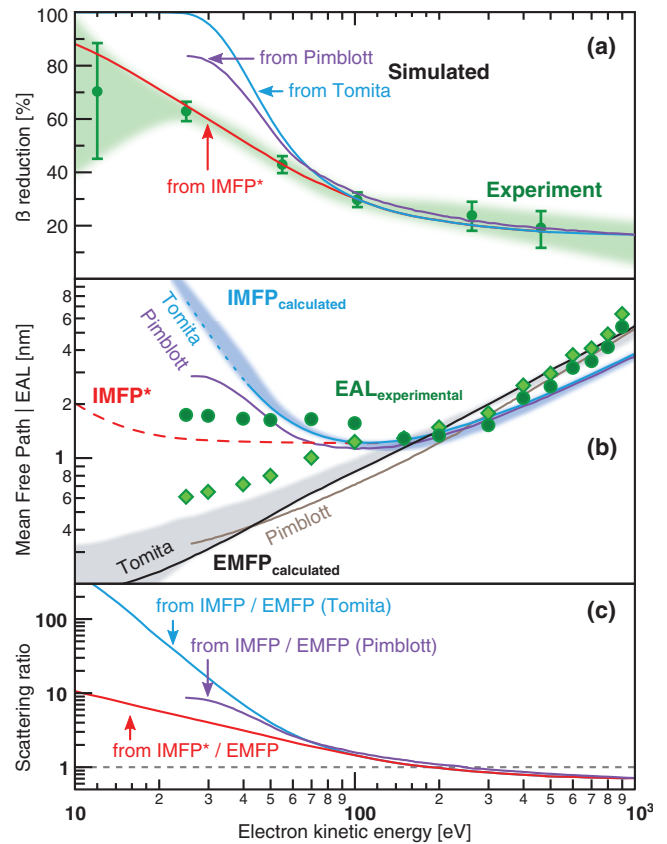 100
80
60
40
20
β reduction [%]
(a)
from Pimblott
Simulated
from Tomita
from IMFP*
Experiment
8
6
4
2
1
8
6
4
Mean Free Path | EAL [nm]
Tomita
Pimblott
IMFPcalculated
IMFP*
EALexperimental
(b)
Tomita
Pimblott
EMFPcalculated
100
10
1
Scattering ratio
(c)
from IMFP / EMFP (Tomita)
from IMFP / EMFP (Pimblott)
from IMFP* / EMFP
10 2 3 4 5 6 7 8 9 100 2 3 4 5 6 7 8 9 10³
Electron kinetic energy [eV]